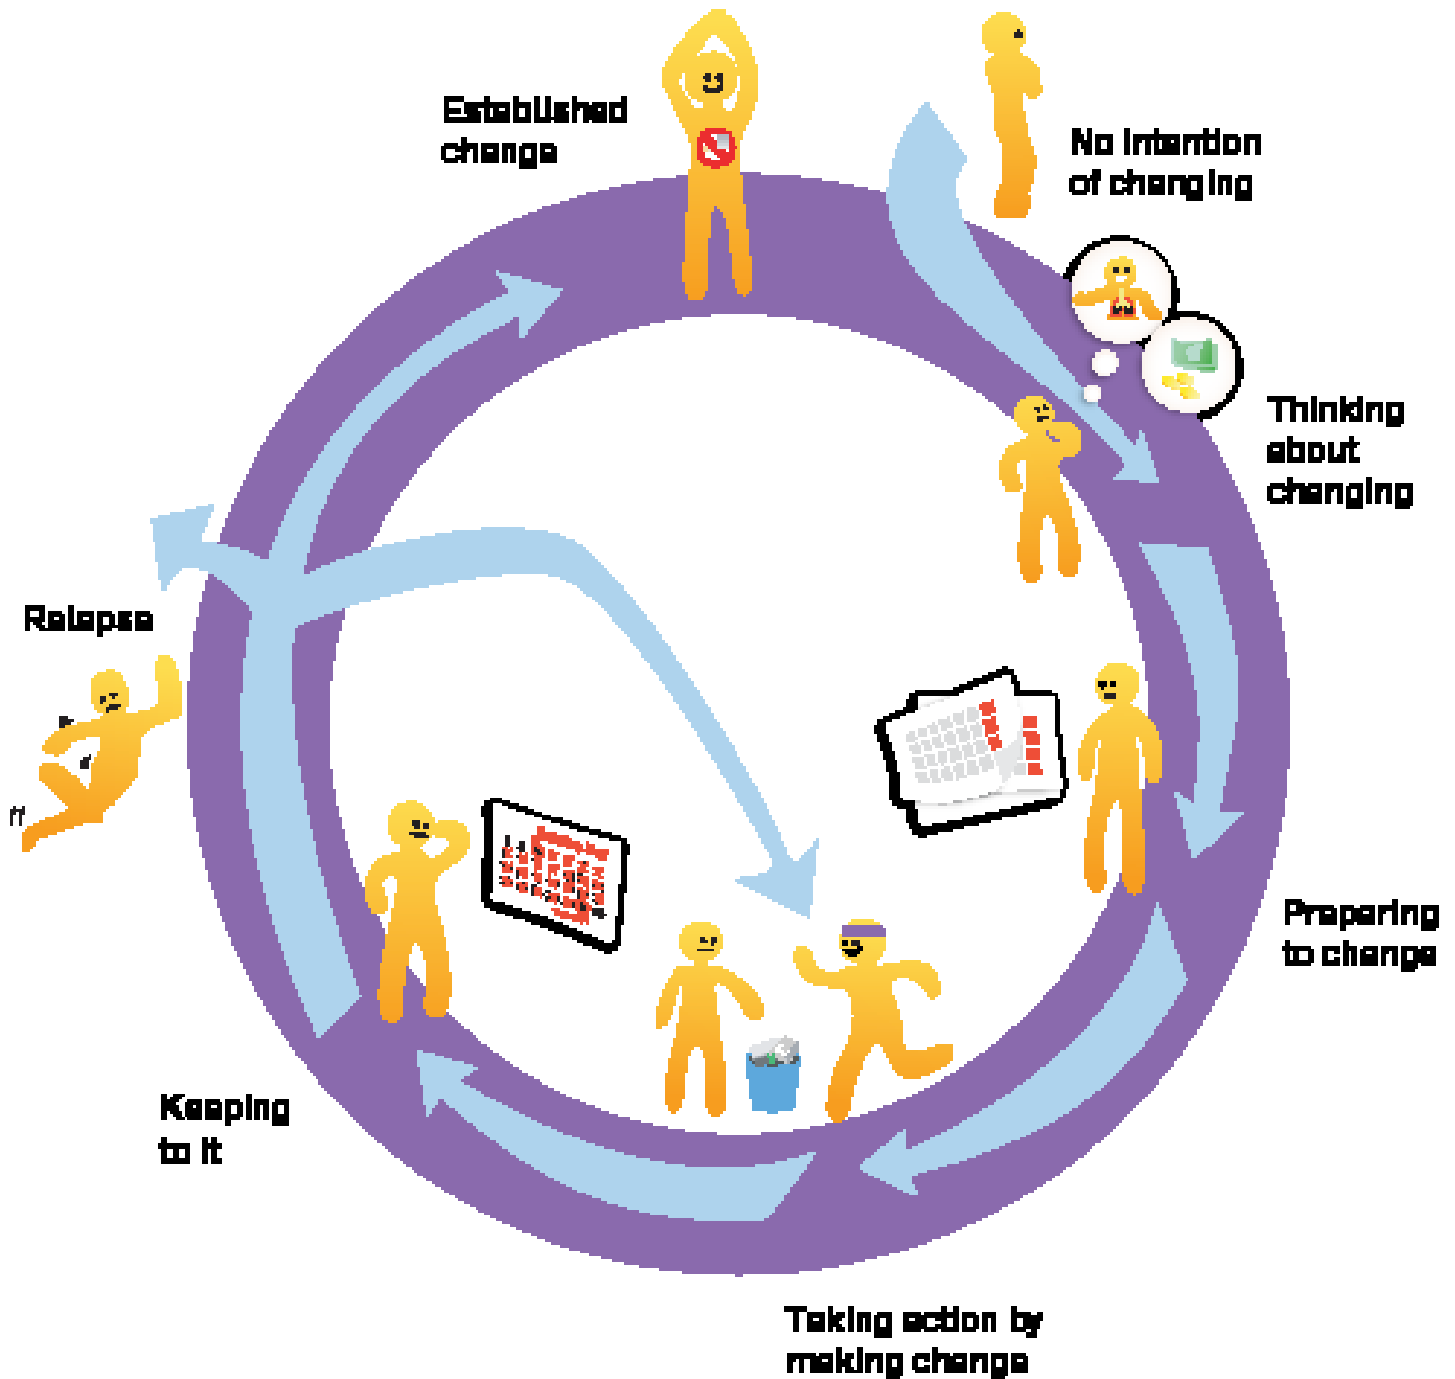 Established
change
No intention
of changing
Thinking
about
changing
Relapse
Preparing
to change
Keeping
to it
Taking action by
making change